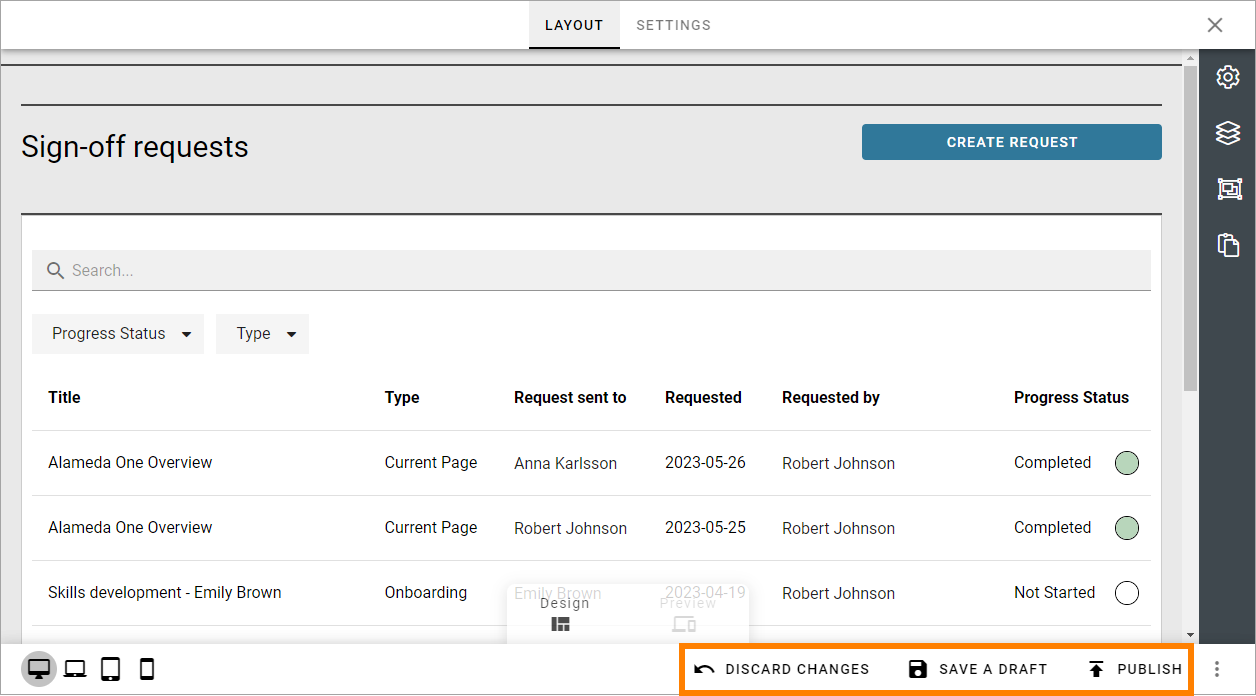 LAYOUT SETTINGS
Sign-off requests
CREATE REQUEST
Search...
Progress Status Type
Title Type Request sent to Requested Requested by Progress Status
Alameda One Overview Current Page Anna Karlsson 2023-05-26 Robert Johnson Completed
Alameda One Overview Current Page Robert Johnson 2023-05-25 Robert Johnson Completed
Skills development - Emily Brown Onboarding Emily Brown 2023-04-19 Robert Johnson Not Started
Design Preview
DISCARD CHANGES SAVE A DRAFT PUBLISH